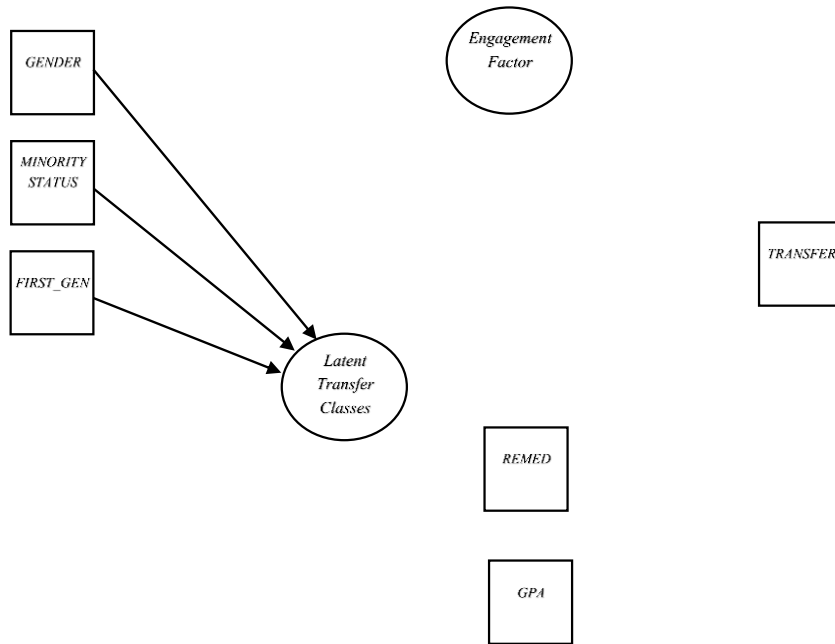 Engagement
Factor
GENDER
MINORITY
STATUS
TRANSFER
FIRST_GEN
Latent
Transfer
Classes
REMED
GPA